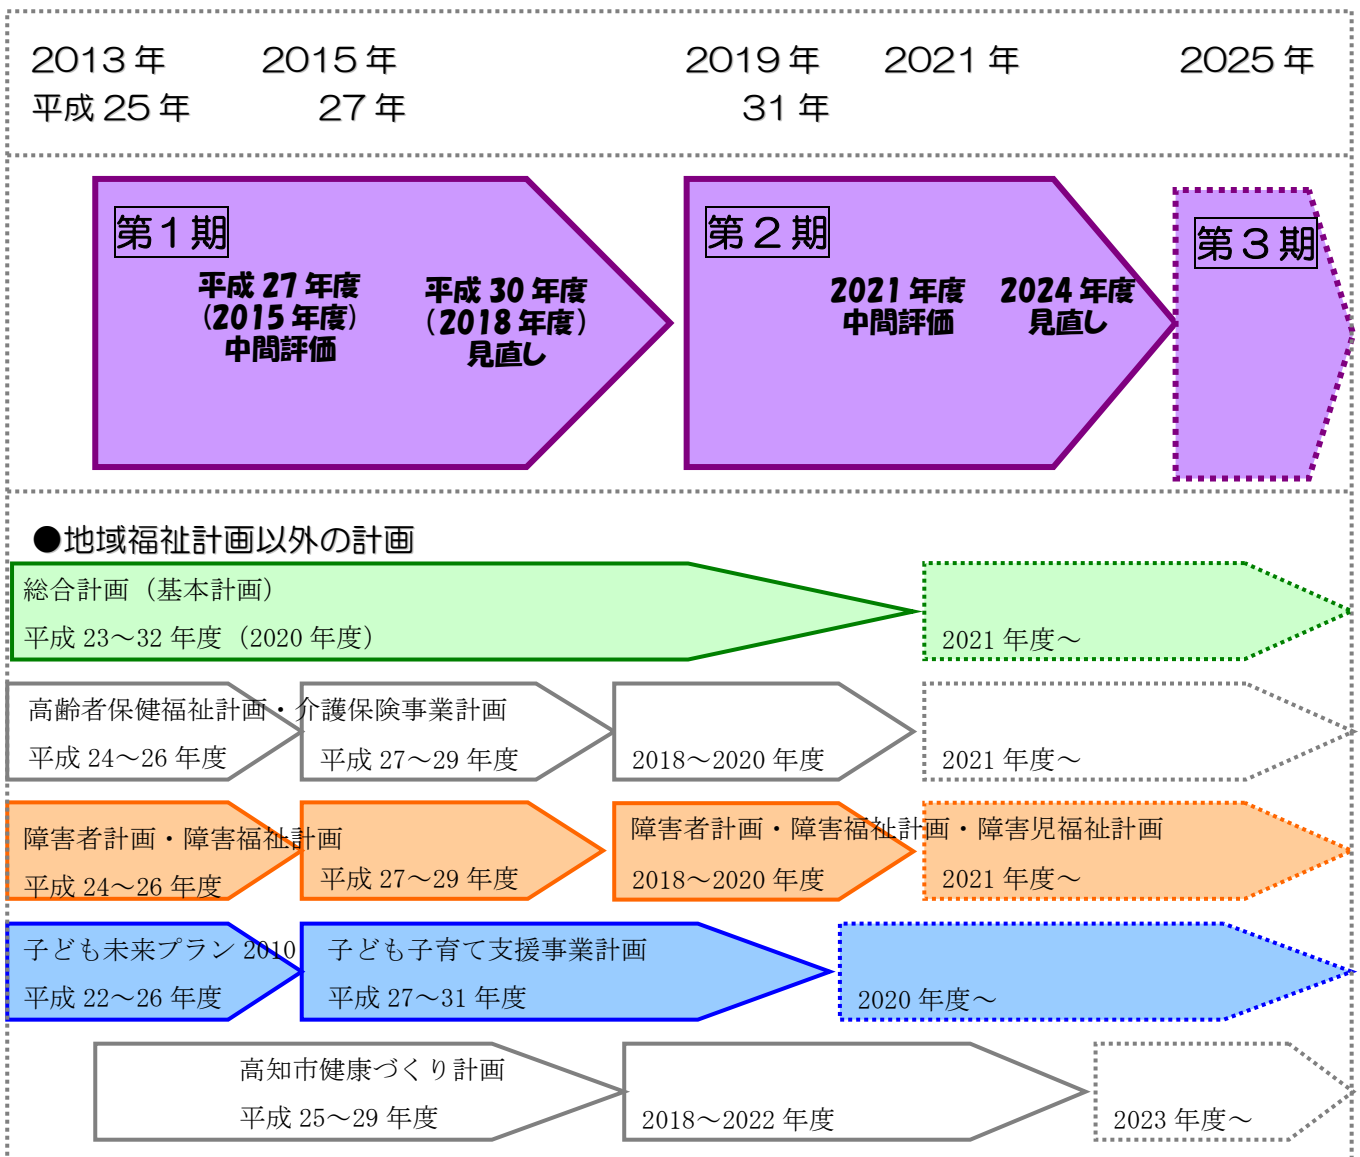 2013年 2015年 2019年 2021年 2025年
平成25年 27年 31年
第1期
平成27年度
(2015年度)
中間評価
平成30年度
(2018年度)
見直し
第2期
2021年度
中間評価
2024年度
見直し
第3期
●地域福祉計画以外の計画
総合計画(基本計画)
平成23~32年度(2020年度)
2021年度~
高齢者保健福祉計画・介護保険事業計画
平成24~26年度
平成27~29年度
2018~2020年度
2021年度~
障害者計画・障害福祉計画
平成24~26年度
平成27~29年度
障害者計画・障害福祉計画・障害児福祉計画
2018~2020年度
2021年度~
子ども未来プラン2010
平成22~26年度
子ども子育て支援事業計画
平成27~31年度
2020年度~
高知市健康づくり計画
平成25~29年度
2018~2022年度
2023年度~